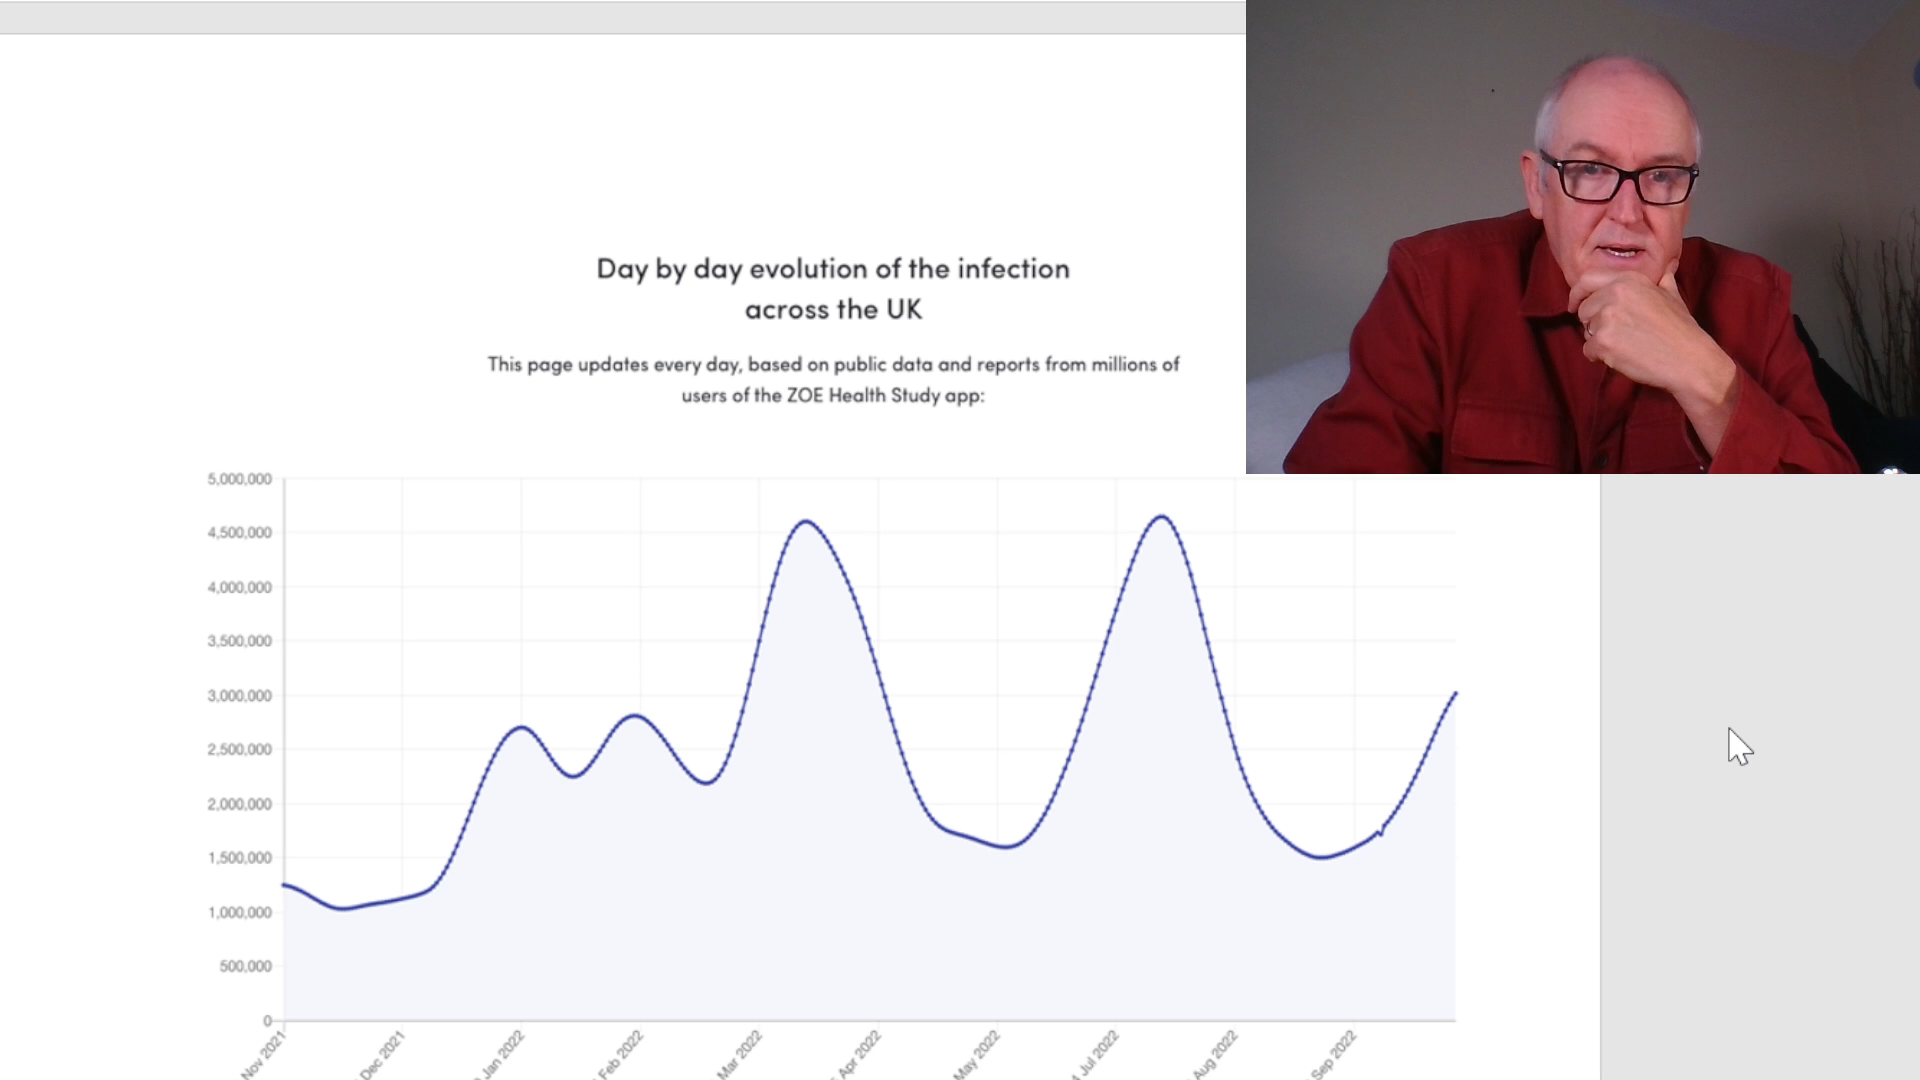 Day by day evolution of the infection
across the UK
This page updates every day, based on public data and reports from millions of
users of the ZOE Health Study app:
5,000,000
4,500,000
4,000,000
3,500,000
3,000,000
2,500,000
2,000,000
1,500,000
1,000,000
500,000
0
Nov 2021
Dec 2021
Jan 2022
Feb 2022
Mar 2022
Apr 2022
May 2022
Jul 2022
Aug 2022
Sep 2022